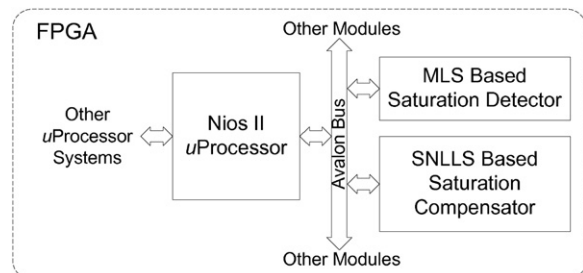 FPGA
Other Modules
MLS Based
Saturation Detector
Other
uProcessor
Systems
Nios II
uProcessor
Avalon Bus
SNLLS Based
Saturation
Compensator
Other Modules